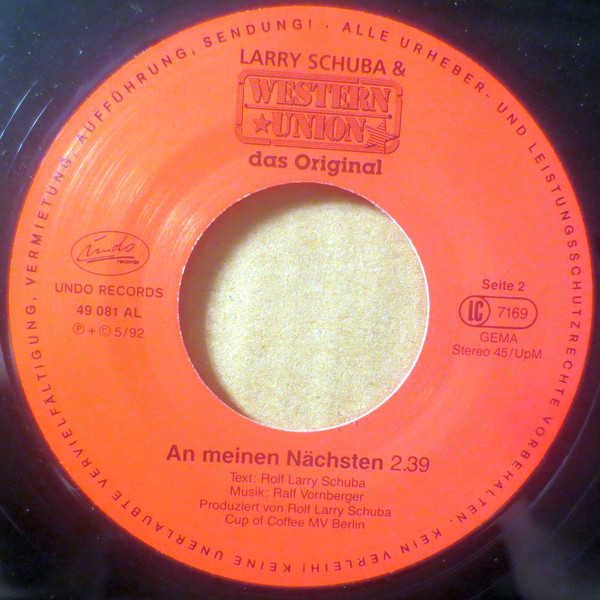 ALLE URHEBER- UND LEISTUNGSSCHUTZRECHTE VORBEHALTEN · KEIN VERLEIH! KEINE UNERLAUBTE VERVIELFÄLTIGUNG, VERMIETUNG, AUFFÜHRUNG, SENDUNG! ·
LARRY SCHUBA &
WESTERN
UNION
das Original
undo
records
UNDO RECORDS
49 081 AL
Ⓟ + © 5/92
Seite 2
LC 7169
GEMA
Stereo 45/UpM
An meinen Nächsten 2.39
Text: Rolf Larry Schuba
Musik: Ralf Vornberger
Produziert von Rolf Larry Schuba
Cup of Coffee MV Berlin